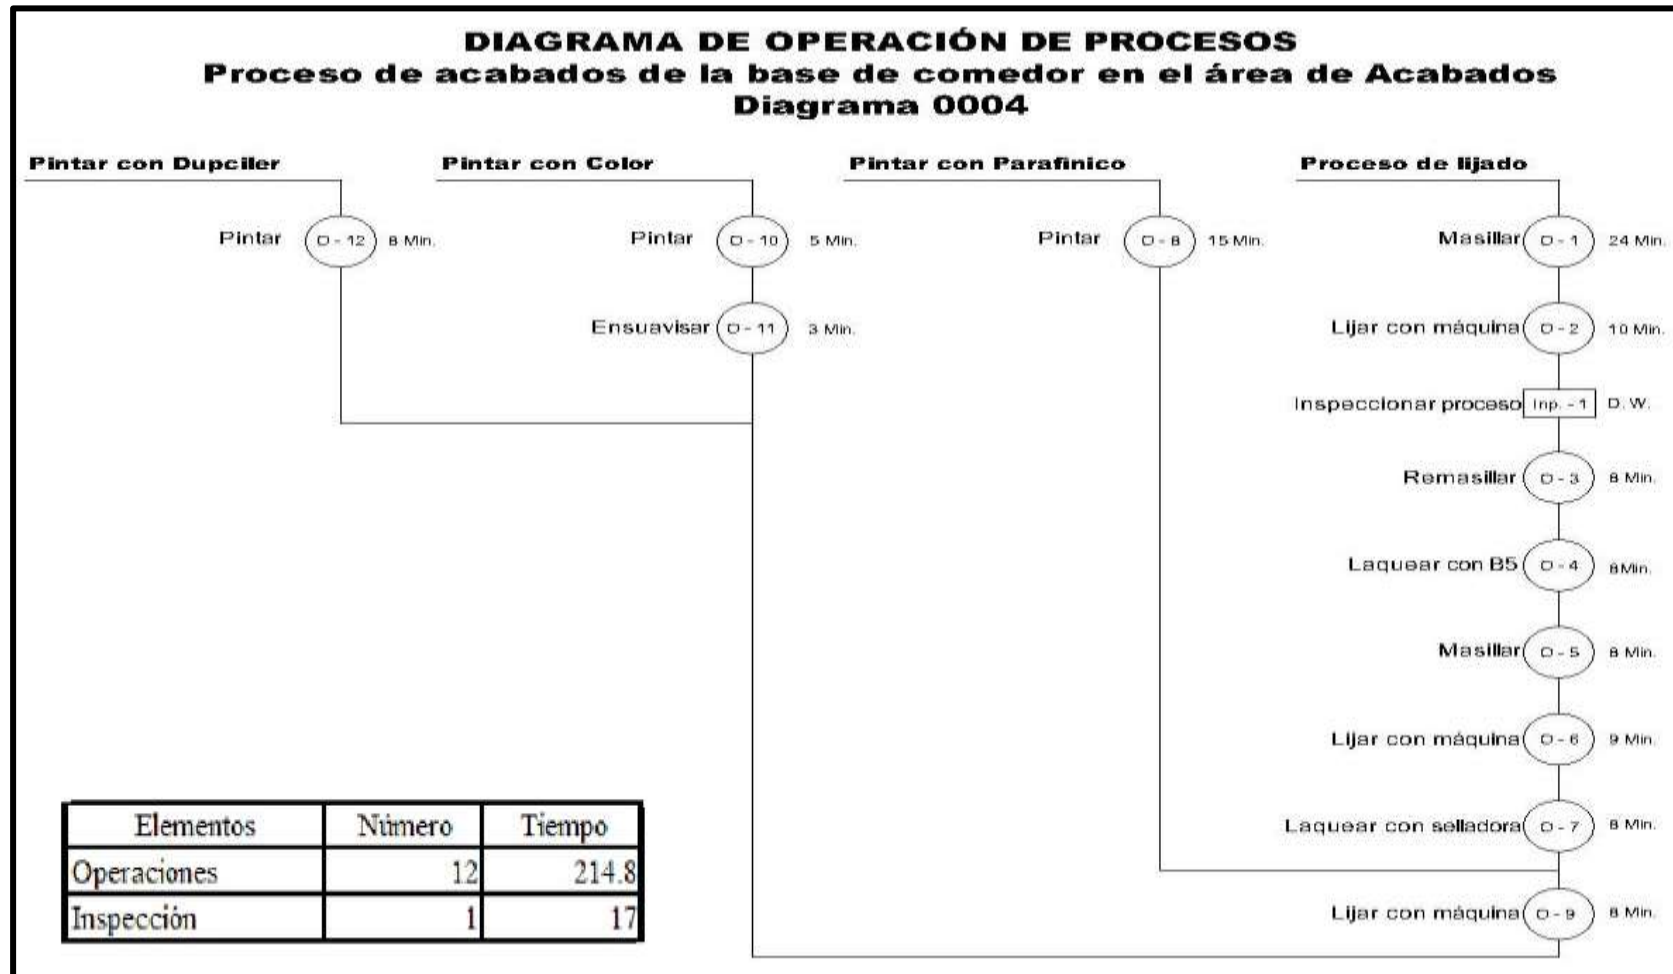 DIAGRAMA DE OPERACIÓN DE PROCESOS
Proceso de acabados de la base de comedor en el área de Acabados
Diagrama 0004
Pintar con Dupciler
Pintar O - 12 8 Min.
Pintar con Color
Pintar O - 10 5 Min.
Ensuavisar O - 11 3 Min.
Pintar con Parafinico
Pintar O - 8 15 Min.
Proceso de lijado
Masillar O - 1 24 Min.
Lijar con máquina O - 2 10 Min.
Inspeccionar proceso Inp. - 1 D. W.
Remasillar O - 3 8 Min.
Laquear con B5 O - 4 8Min.
Masillar O - 5 8 Min.
Lijar con máquina O - 6 9 Min.
Laquear con selladora O - 7 8 Min.
Lijar con máquina O - 9 8 Min.
Elementos Número Tiempo
Operaciones 12 214.8
Inspección 1 17